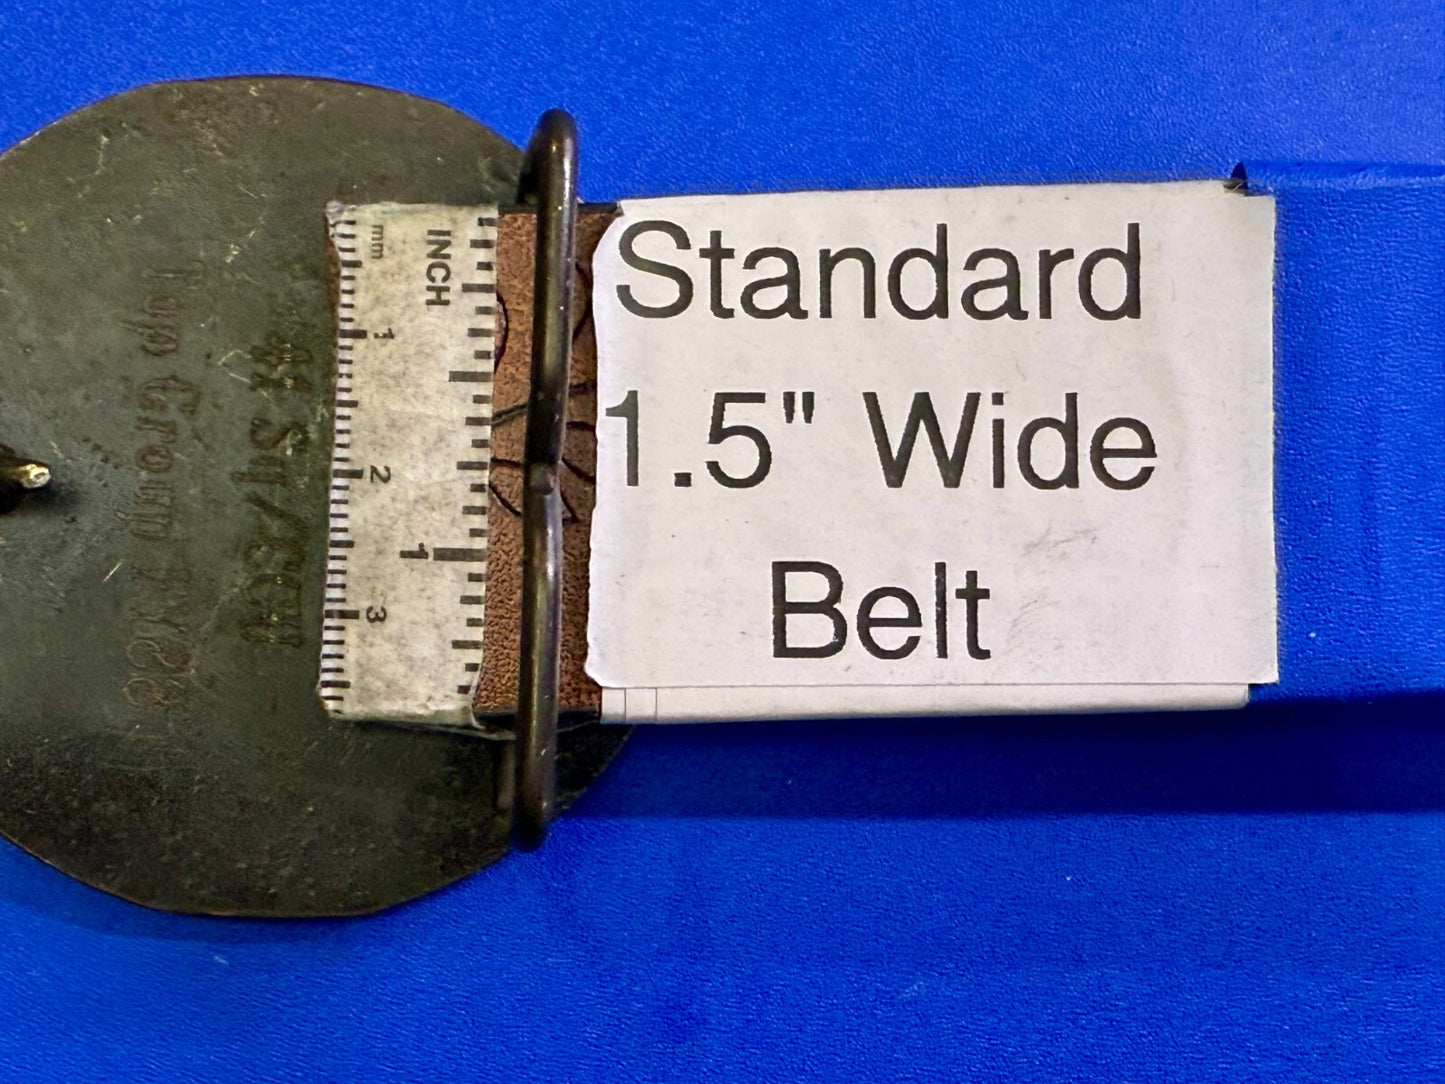 Standard
1.5" Wide
Belt
INCH
1
mm
1
2
3